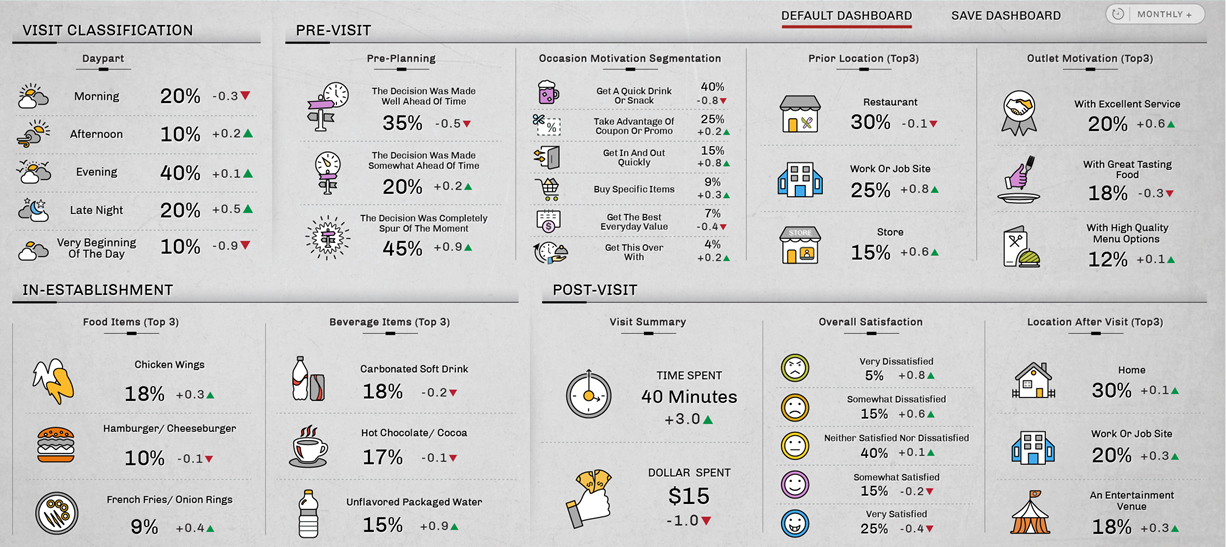 DEFAULT DASHBOARD
SAVE DASHBOARD
MONTHLY +
VISIT CLASSIFICATION
Daypart
Morning
20% -0.3▼
Afternoon
10% +0.2▲
Evening
40% +0.1▲
Late Night
20% +0.5▲
Very Beginning
Of The Day
10% -0.9▼
PRE-VISIT
Pre-Planning
The Decision Was Made
Well Ahead Of Time
35% -0.5▼
The Decision Was Made
Somewhat Ahead Of Time
20% +0.2▲
The Decision Was Completely
Spur Of The Moment
45% +0.9▲
Occasion Motivation Segmentation
Get A Quick Drink
Or Snack
40%
-0.8▼
Take Advantage Of
Coupon Or Promo
25%
+0.2▲
Get In And Out
Quickly
15%
+0.8▲
Buy Specific Items
9%
+0.3▲
Get The Best
Everyday Value
7%
-0.4▼
Get This Over
With
4%
+0.2▲
Prior Location (Top3)
Restaurant
30% -0.1▼
Work Or Job Site
25% +0.8▲
STORE
Store
15% +0.6▲
Outlet Motivation (Top3)
With Excellent Service
20% +0.6▲
With Great Tasting
Food
18% -0.3▼
With High Quality
Menu Options
12% +0.1▲
IN-ESTABLISHMENT
Food Items (Top 3)
Chicken Wings
18% +0.3▲
Hamburger/ Cheeseburger
10% -0.1▼
French Fries/ Onion Rings
9% +0.4▲
Beverage Items (Top 3)
Carbonated Soft Drink
18% -0.2▼
Hot Chocolate/ Cocoa
17% -0.1▼
Unflavored Packaged Water
15% +0.9▲
POST-VISIT
Visit Summary
TIME SPENT
40 Minutes
+3.0▲
DOLLAR SPENT
$15
-1.0▼
Overall Satisfaction
Very Dissatisfied
5% +0.8▲
Somewhat Dissatisfied
15% +0.6▲
Neither Satisfied Nor Dissatisfied
40% +0.1▲
Somewhat Satisfied
15% -0.2▼
Very Satisfied
25% -0.4▼
Location After Visit (Top3)
Home
30% +0.1▲
Work Or Job Site
20% +0.3▲
An Entertainment
Venue
18% +0.3▲